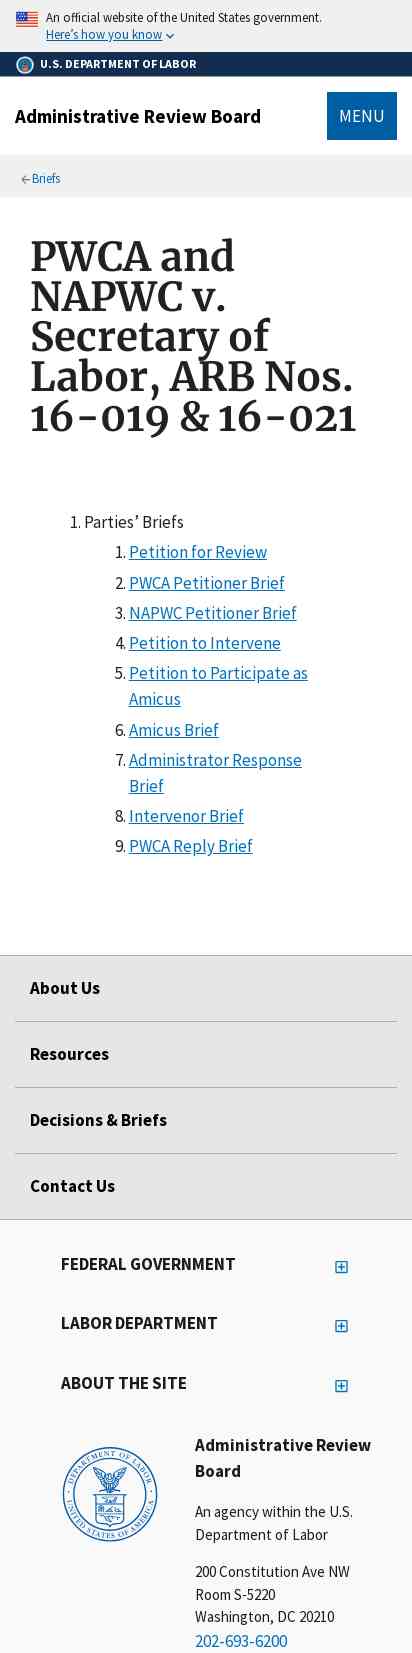 An official website of the United States government.
Here's how you know
U.S. DEPARTMENT OF LABOR
Administrative Review Board
MENU
Briefs
PWCA and
NAPWC v.
Secretary of
Labor, ARB Nos.
16-019 & 16-021
1. Parties’ Briefs
1. Petition for Review
2. PWCA Petitioner Brief
3. NAPWC Petitioner Brief
4. Petition to Intervene
5. Petition to Participate as
Amicus
6. Amicus Brief
7. Administrator Response
Brief
8. Intervenor Brief
9. PWCA Reply Brief
About Us
Resources
Decisions & Briefs
Contact Us
FEDERAL GOVERNMENT
LABOR DEPARTMENT
ABOUT THE SITE
DEPARTMENT OF LABOR
UNITED STATES OF AMERICA
Administrative Review
Board
An agency within the U.S.
Department of Labor
200 Constitution Ave NW
Room S-5220
Washington, DC 20210
202-693-6200